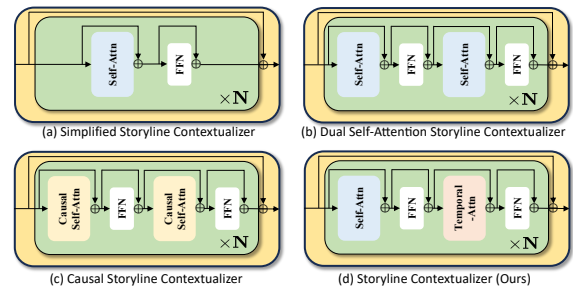 Self-Attn
FFN
×N
(a) Simplified Storyline Contextualizer
Self-Attn
FFN
Self-Attn
FFN
×N
(b) Dual Self-Attention Storyline Contextualizer
Causal
Self-Attn
FFN
Causal
Self-Attn
FFN
×N
(c) Causal Storyline Contextualizer
Self-Attn
FFN
Temporal
-Attn
FFN
×N
(d) Storyline Contextualizer (Ours)